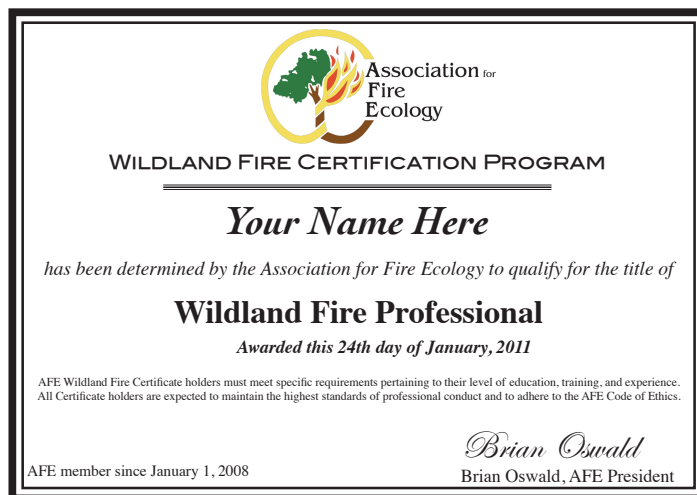 Association for
Fire
Ecology
WILDLAND FIRE CERTIFICATION PROGRAM
Your Name Here
has been determined by the Association for Fire Ecology to qualify for the title of
Wildland Fire Professional
Awarded this 24th day of January, 2011
AFE Wildland Fire Certificate holders must meet specific requirements pertaining to their level of education, training, and experience.
All Certificate holders are expected to maintain the highest standards of professional conduct and to adhere to the AFE Code of Ethics.
Brian Oswald
AFE member since January 1, 2008
Brian Oswald, AFE President